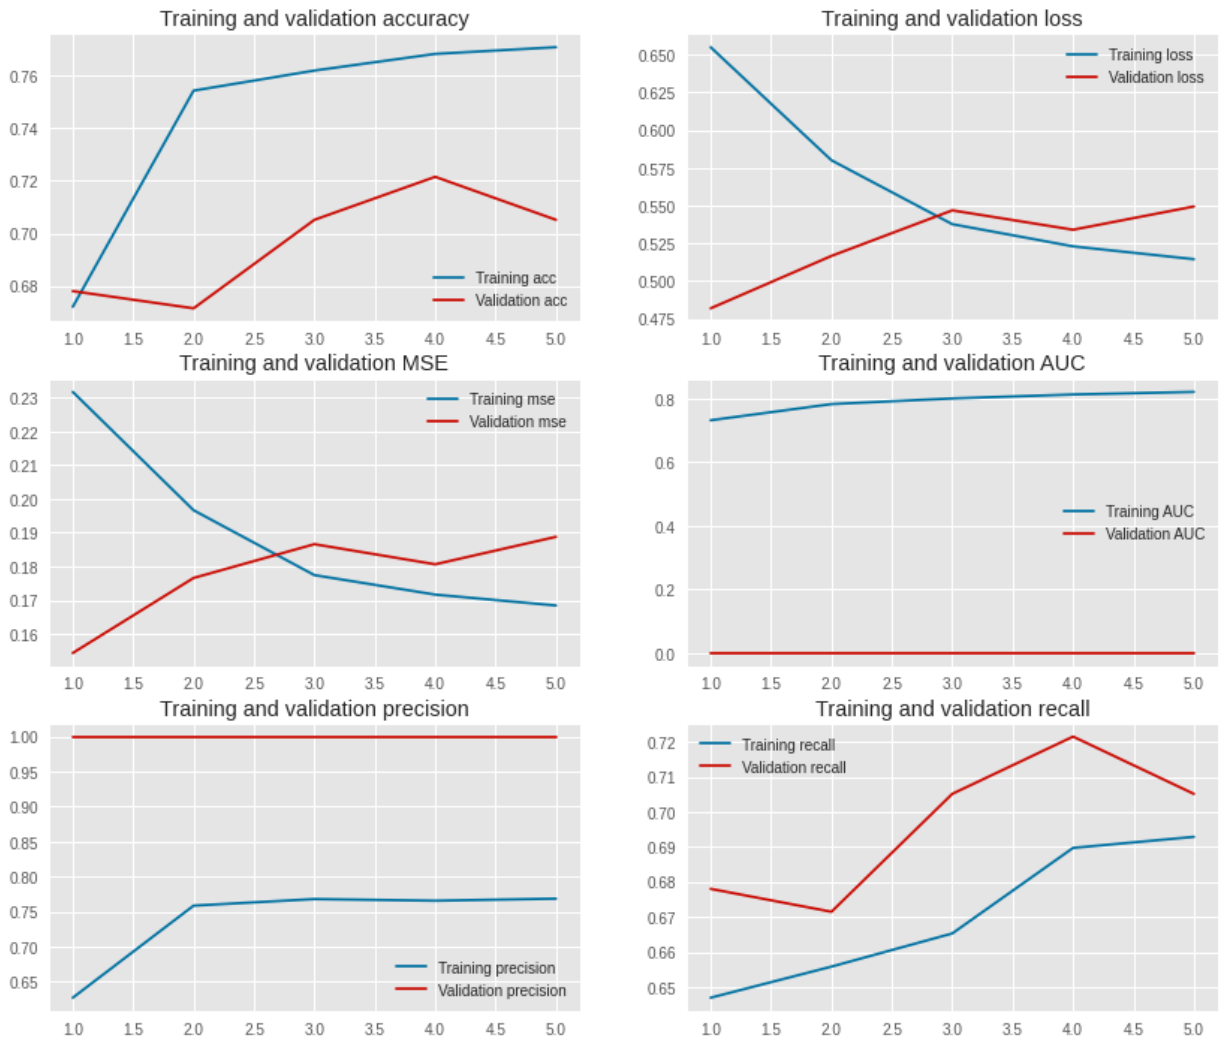 Training and validation accuracy
0.76
0.74
0.72
0.70
0.68
Training acc
Validation acc
1.0 1.5 2.0 2.5 3.0 3.5 4.0 4.5 5.0
Training and validation loss
0.650
0.625
0.600
0.575
0.550
0.525
0.500
0.475
Training loss
Validation loss
1.0 1.5 2.0 2.5 3.0 3.5 4.0 4.5 5.0
Training and validation MSE
0.23
0.22
0.21
0.20
0.19
0.18
0.17
0.16
Training mse
Validation mse
1.0 1.5 2.0 2.5 3.0 3.5 4.0 4.5 5.0
Training and validation AUC
0.8
0.6
0.4
0.2
0.0
Training AUC
Validation AUC
1.0 1.5 2.0 2.5 3.0 3.5 4.0 4.5 5.0
Training and validation precision
1.00
0.95
0.90
0.85
0.80
0.75
0.70
0.65
Training precision
Validation precision
1.0 1.5 2.0 2.5 3.0 3.5 4.0 4.5 5.0
Training and validation recall
0.72
0.71
0.70
0.69
0.68
0.67
0.66
0.65
Training recall
Validation recall
1.0 1.5 2.0 2.5 3.0 3.5 4.0 4.5 5.0